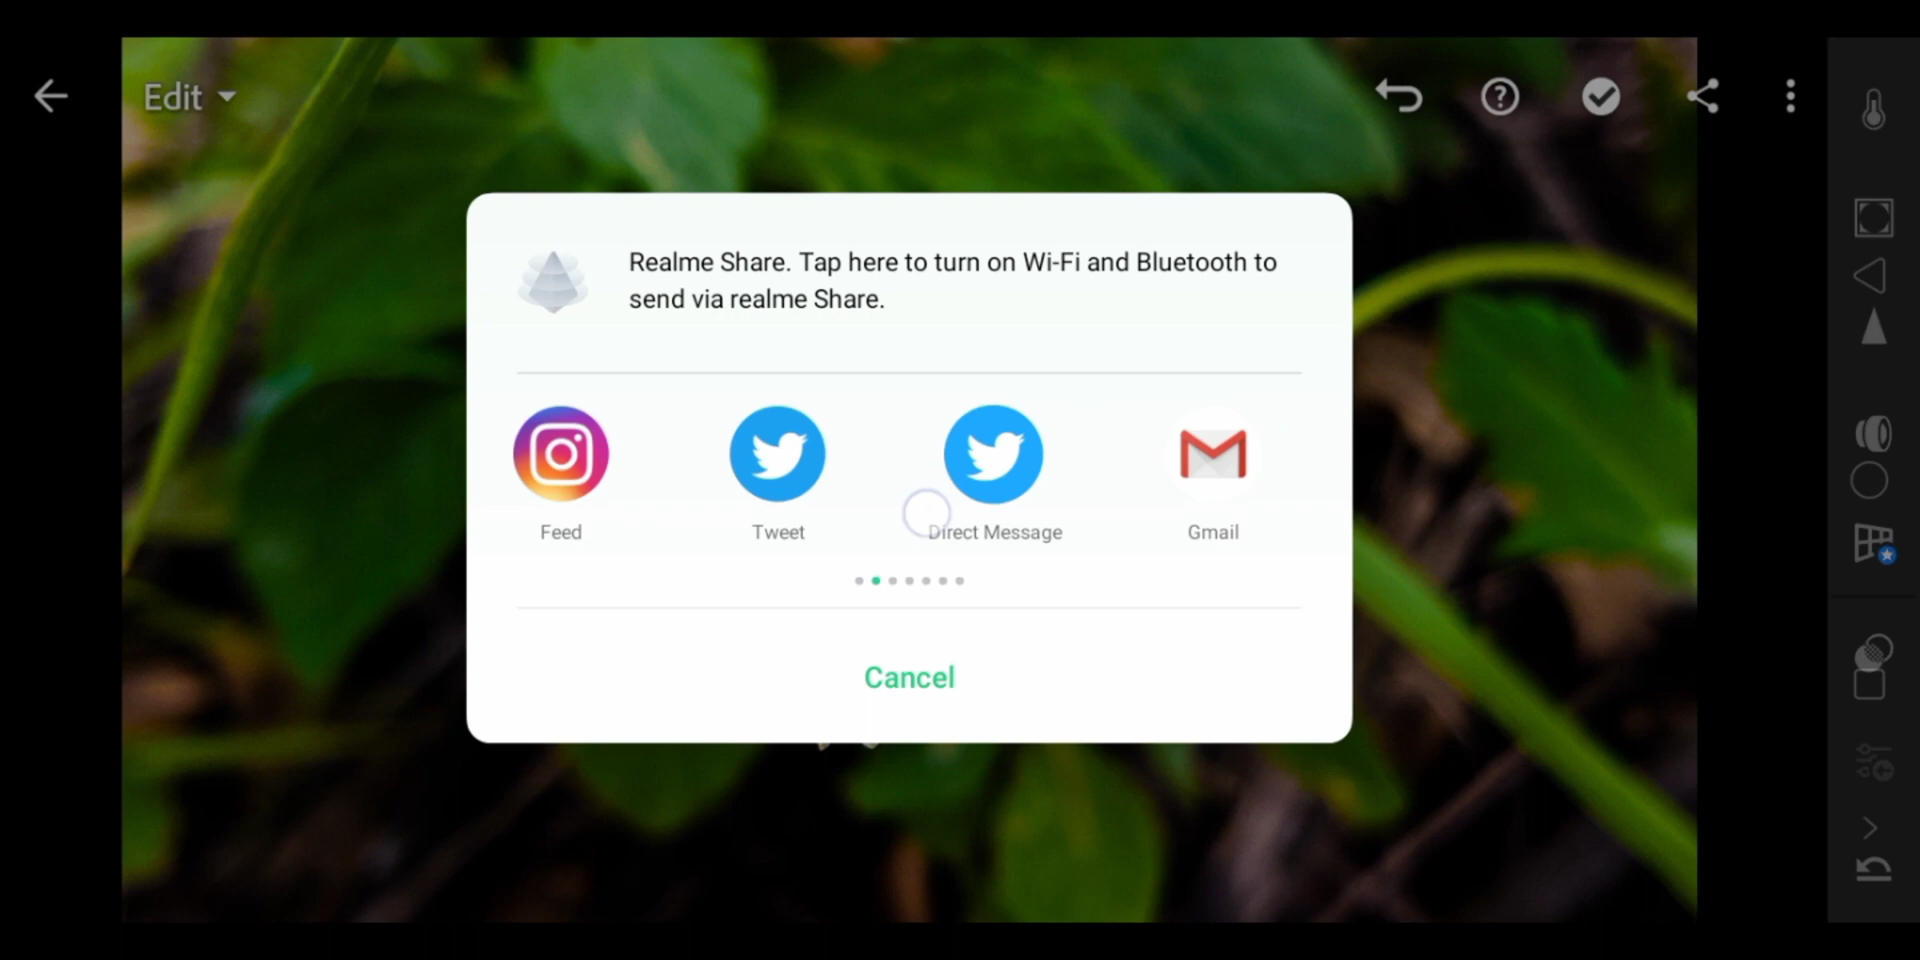 Edit
Realme Share. Tap here to turn on Wi-Fi and Bluetooth to
send via realme Share.
Feed
Tweet
Direct Message
Gmail
Cancel